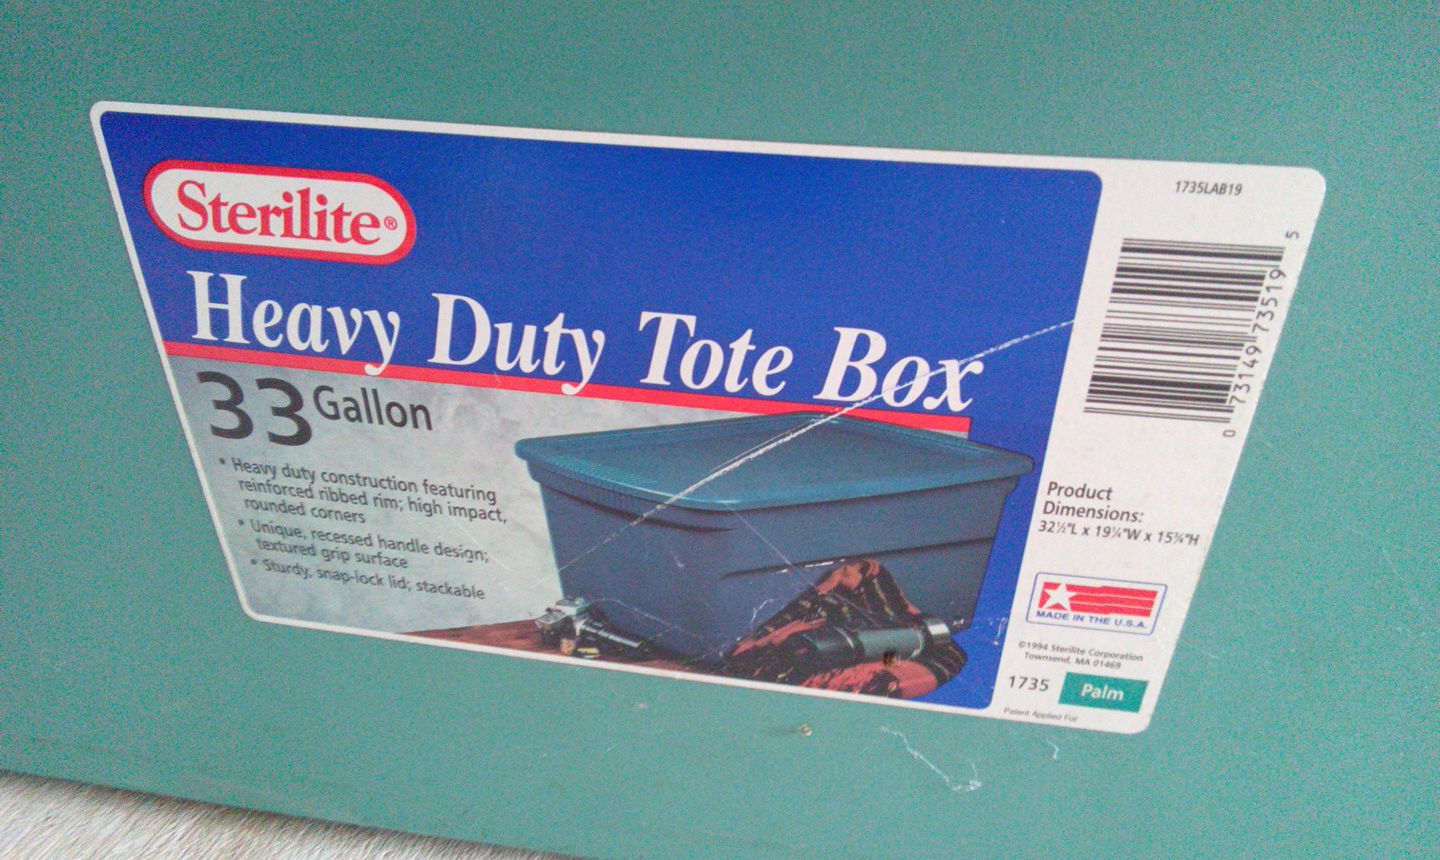 Sterilite®
Heavy Duty Tote Box
33 Gallon
• Heavy duty construction featuring
reinforced ribbed rim; high impact,
rounded corners
• Unique, recessed handle design;
textured grip surface
• Sturdy, snap-lock lid; stackable
1735LAB19
0 73149 73519 5
Product
Dimensions:
32½"L x 19¼"W x 15¾"H
MADE IN THE U.S.A.
©1994 Sterilite Corporation
Townsend, MA 01469
1735 Palm
Patent Applied For